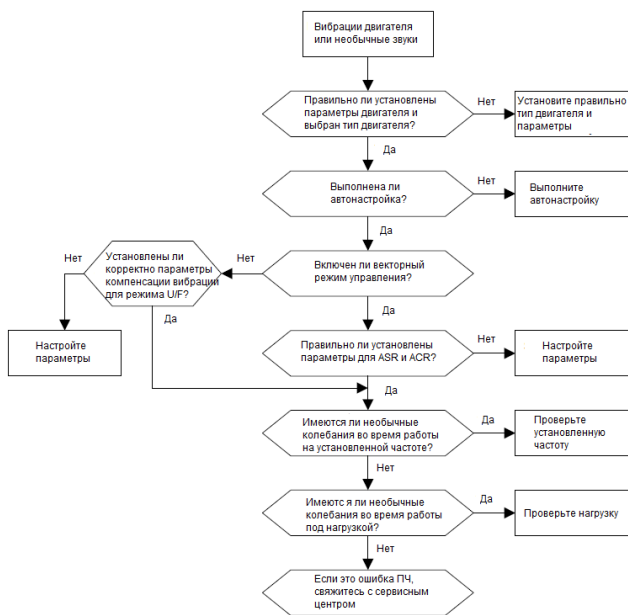 Вибрации двигателя
или необычные звуки
Правильно ли установлены
параметры двигателя и
выбран тип двигателя?
Нет
Установите правильно
тип двигателя и
параметры
Да
Выполнена ли
автонастройка?
Нет
Выполните
автонастройку
Да
Включен ли векторный
режим управления?
Нет
Установлены ли
корректно параметры
компенсации вибрации
для режима U/F?
Нет
Настройте
параметры
Да
Да
Правильно ли установлены
параметры для ASR и ACR?
Нет
Настройте
параметры
Да
Имеются ли необычные
колебания во время работы
на установленной частоте?
Да
Проверьте
установленную
частоту
Нет
Имеютс я ли необычные
колебания во время работы
под нагрузкой?
Да
Проверьте нагрузку
Нет
Если это ошибка ПЧ,
свяжитесь с сервисным
центром